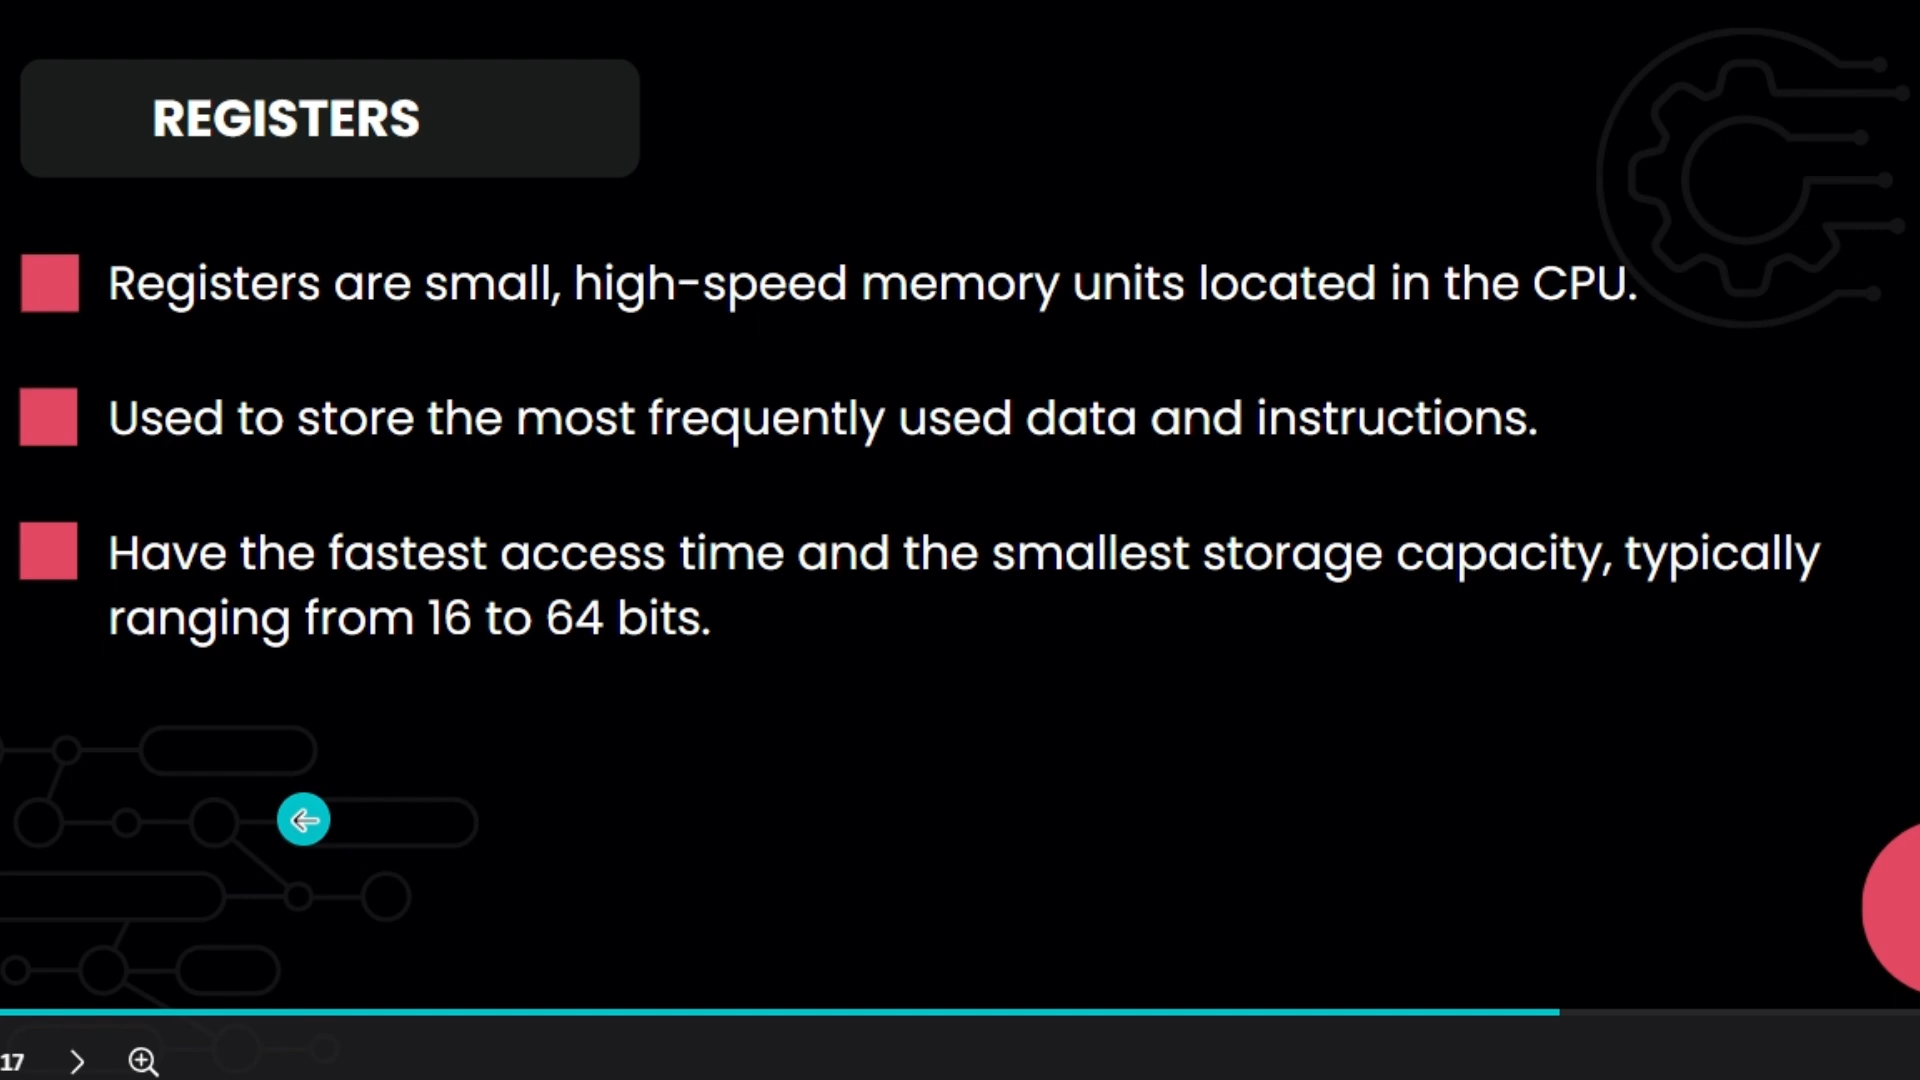 REGISTERS
Registers are small, high-speed memory units located in the CPU.
Used to store the most frequently used data and instructions.
Have the fastest access time and the smallest storage capacity, typically
ranging from 16 to 64 bits.
17